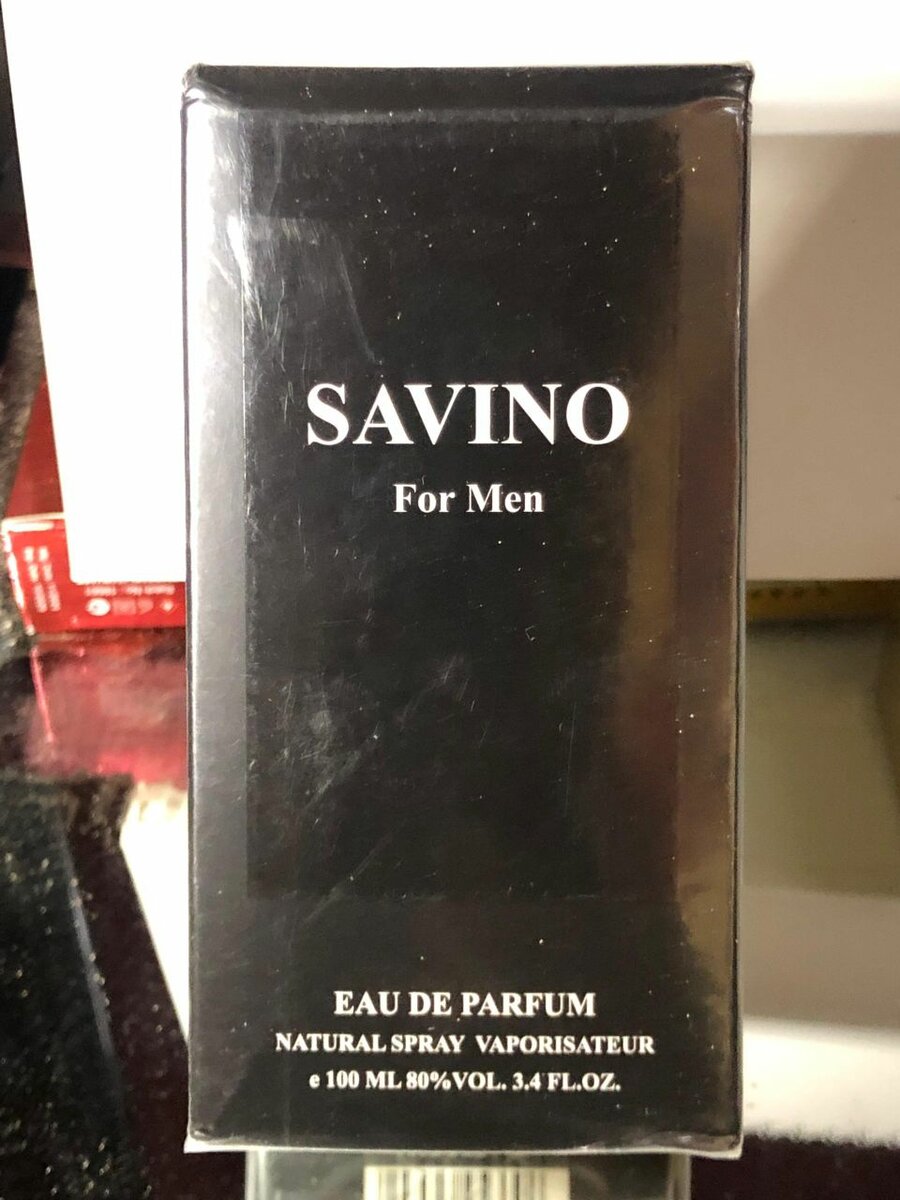 SAVINO
For Men
EAU DE PARFUM
NATURAL SPRAY VAPORISATEUR
e 100 ML 80%VOL. 3.4 FL.OZ.